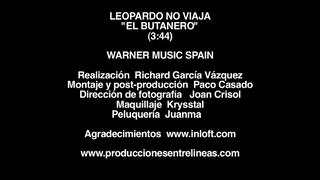 LEOPARDO NO VIAJA
"EL BUTANERO"
(3:44)
WARNER MUSIC SPAIN
Realización Richard García Vázquez
Montaje y post-producción Paco Casado
Dirección de fotografía Joan Crisol
Maquillaje Krysstal
Peluquería Juanma
Agradecimientos www.inloft.com
www.produccionesentrelineas.com